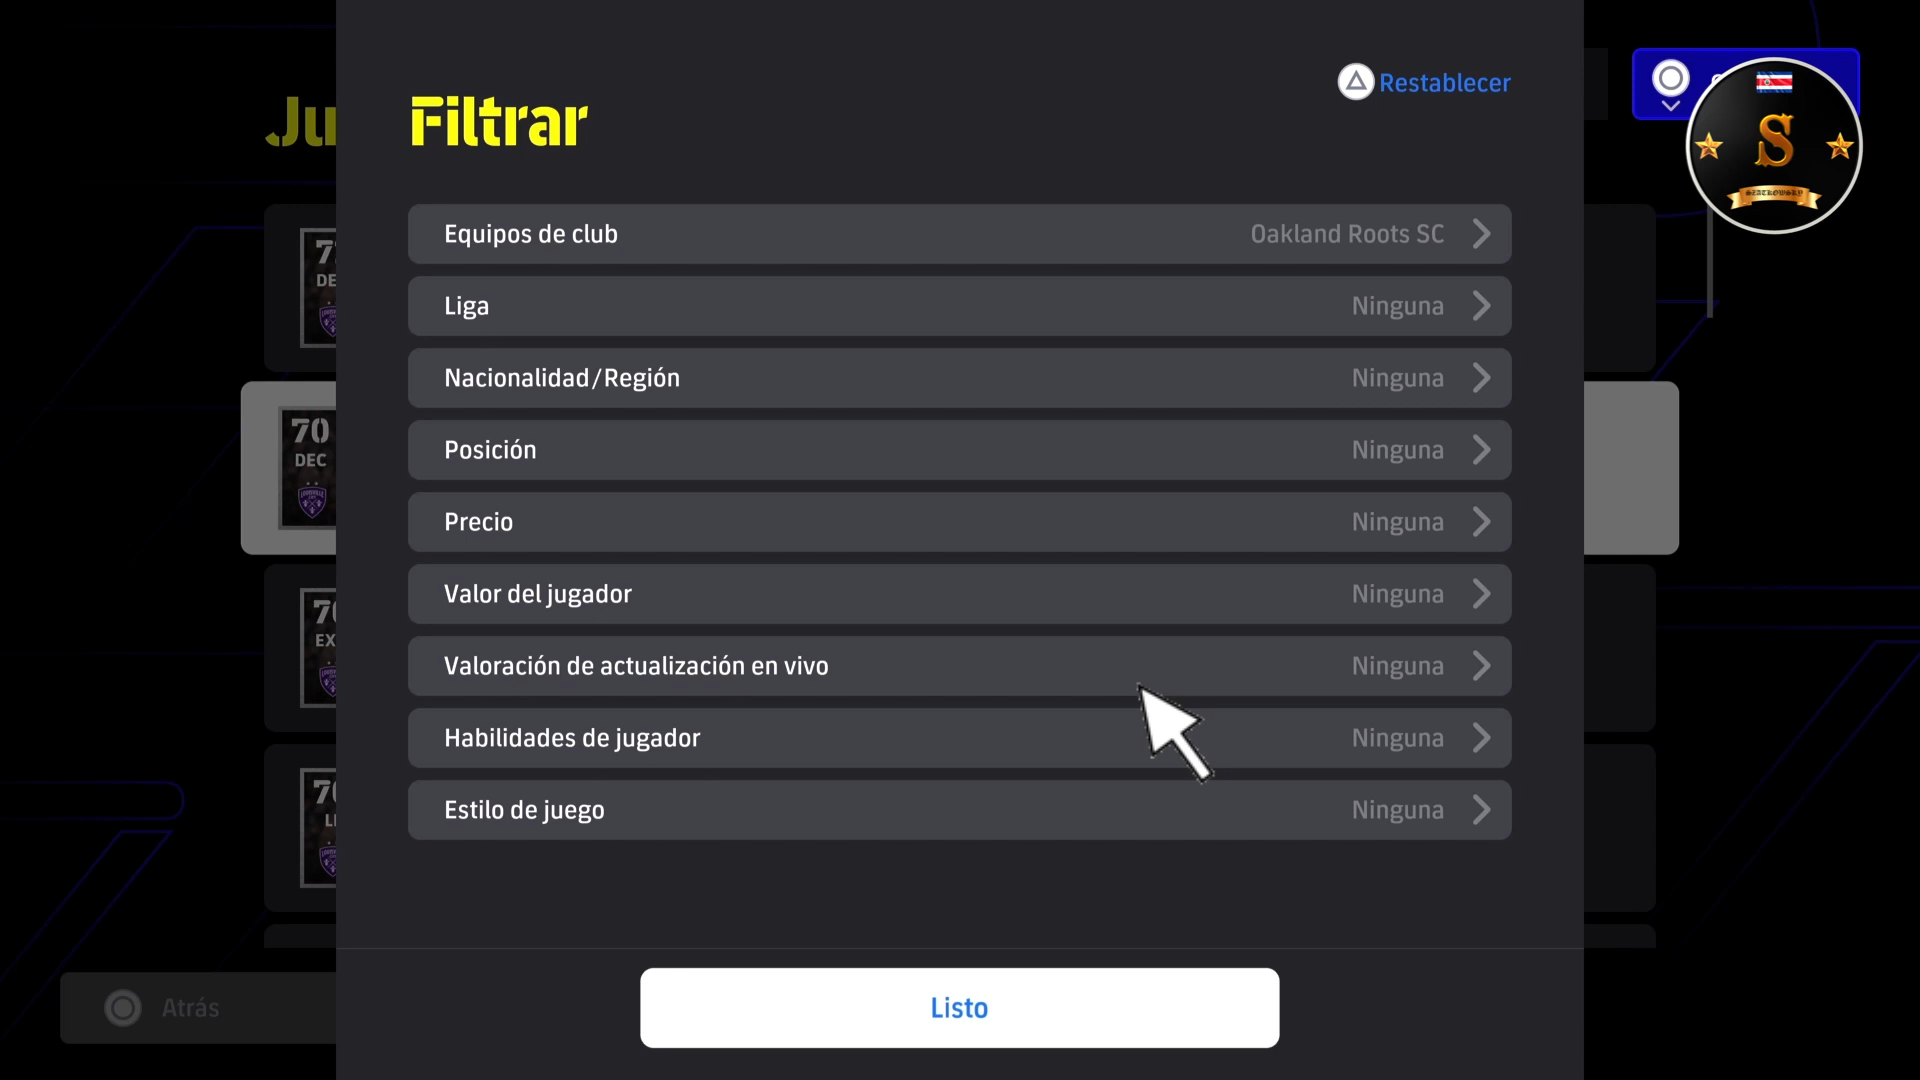 Restablecer
Filtrar
Equipos de club Oakland Roots SC
Liga Ninguna
Nacionalidad/Región Ninguna
Posición Ninguna
Precio Ninguna
Valor del jugador Ninguna
Valoración de actualización en vivo Ninguna
Habilidades de jugador Ninguna
Estilo de juego Ninguna
Listo
Atrás
70
DEC
S
SZATKOWSKY